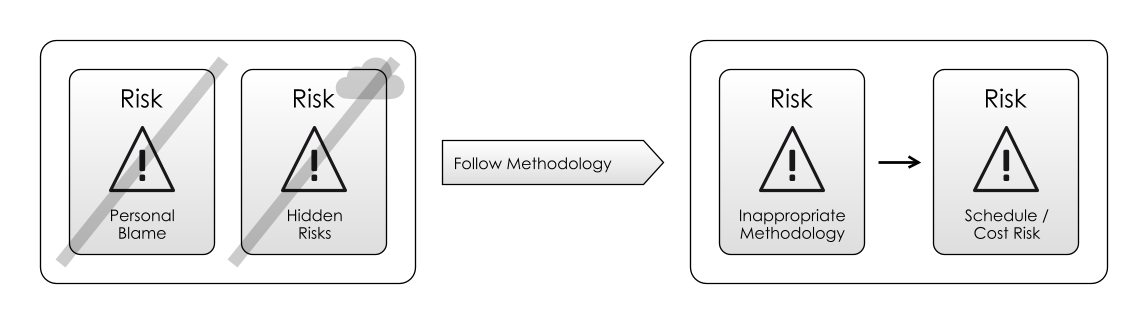 Risk
Personal
Blame
Risk
Hidden
Risks
Follow Methodology
Risk
Inappropriate
Methodology
Risk
Schedule /
Cost Risk